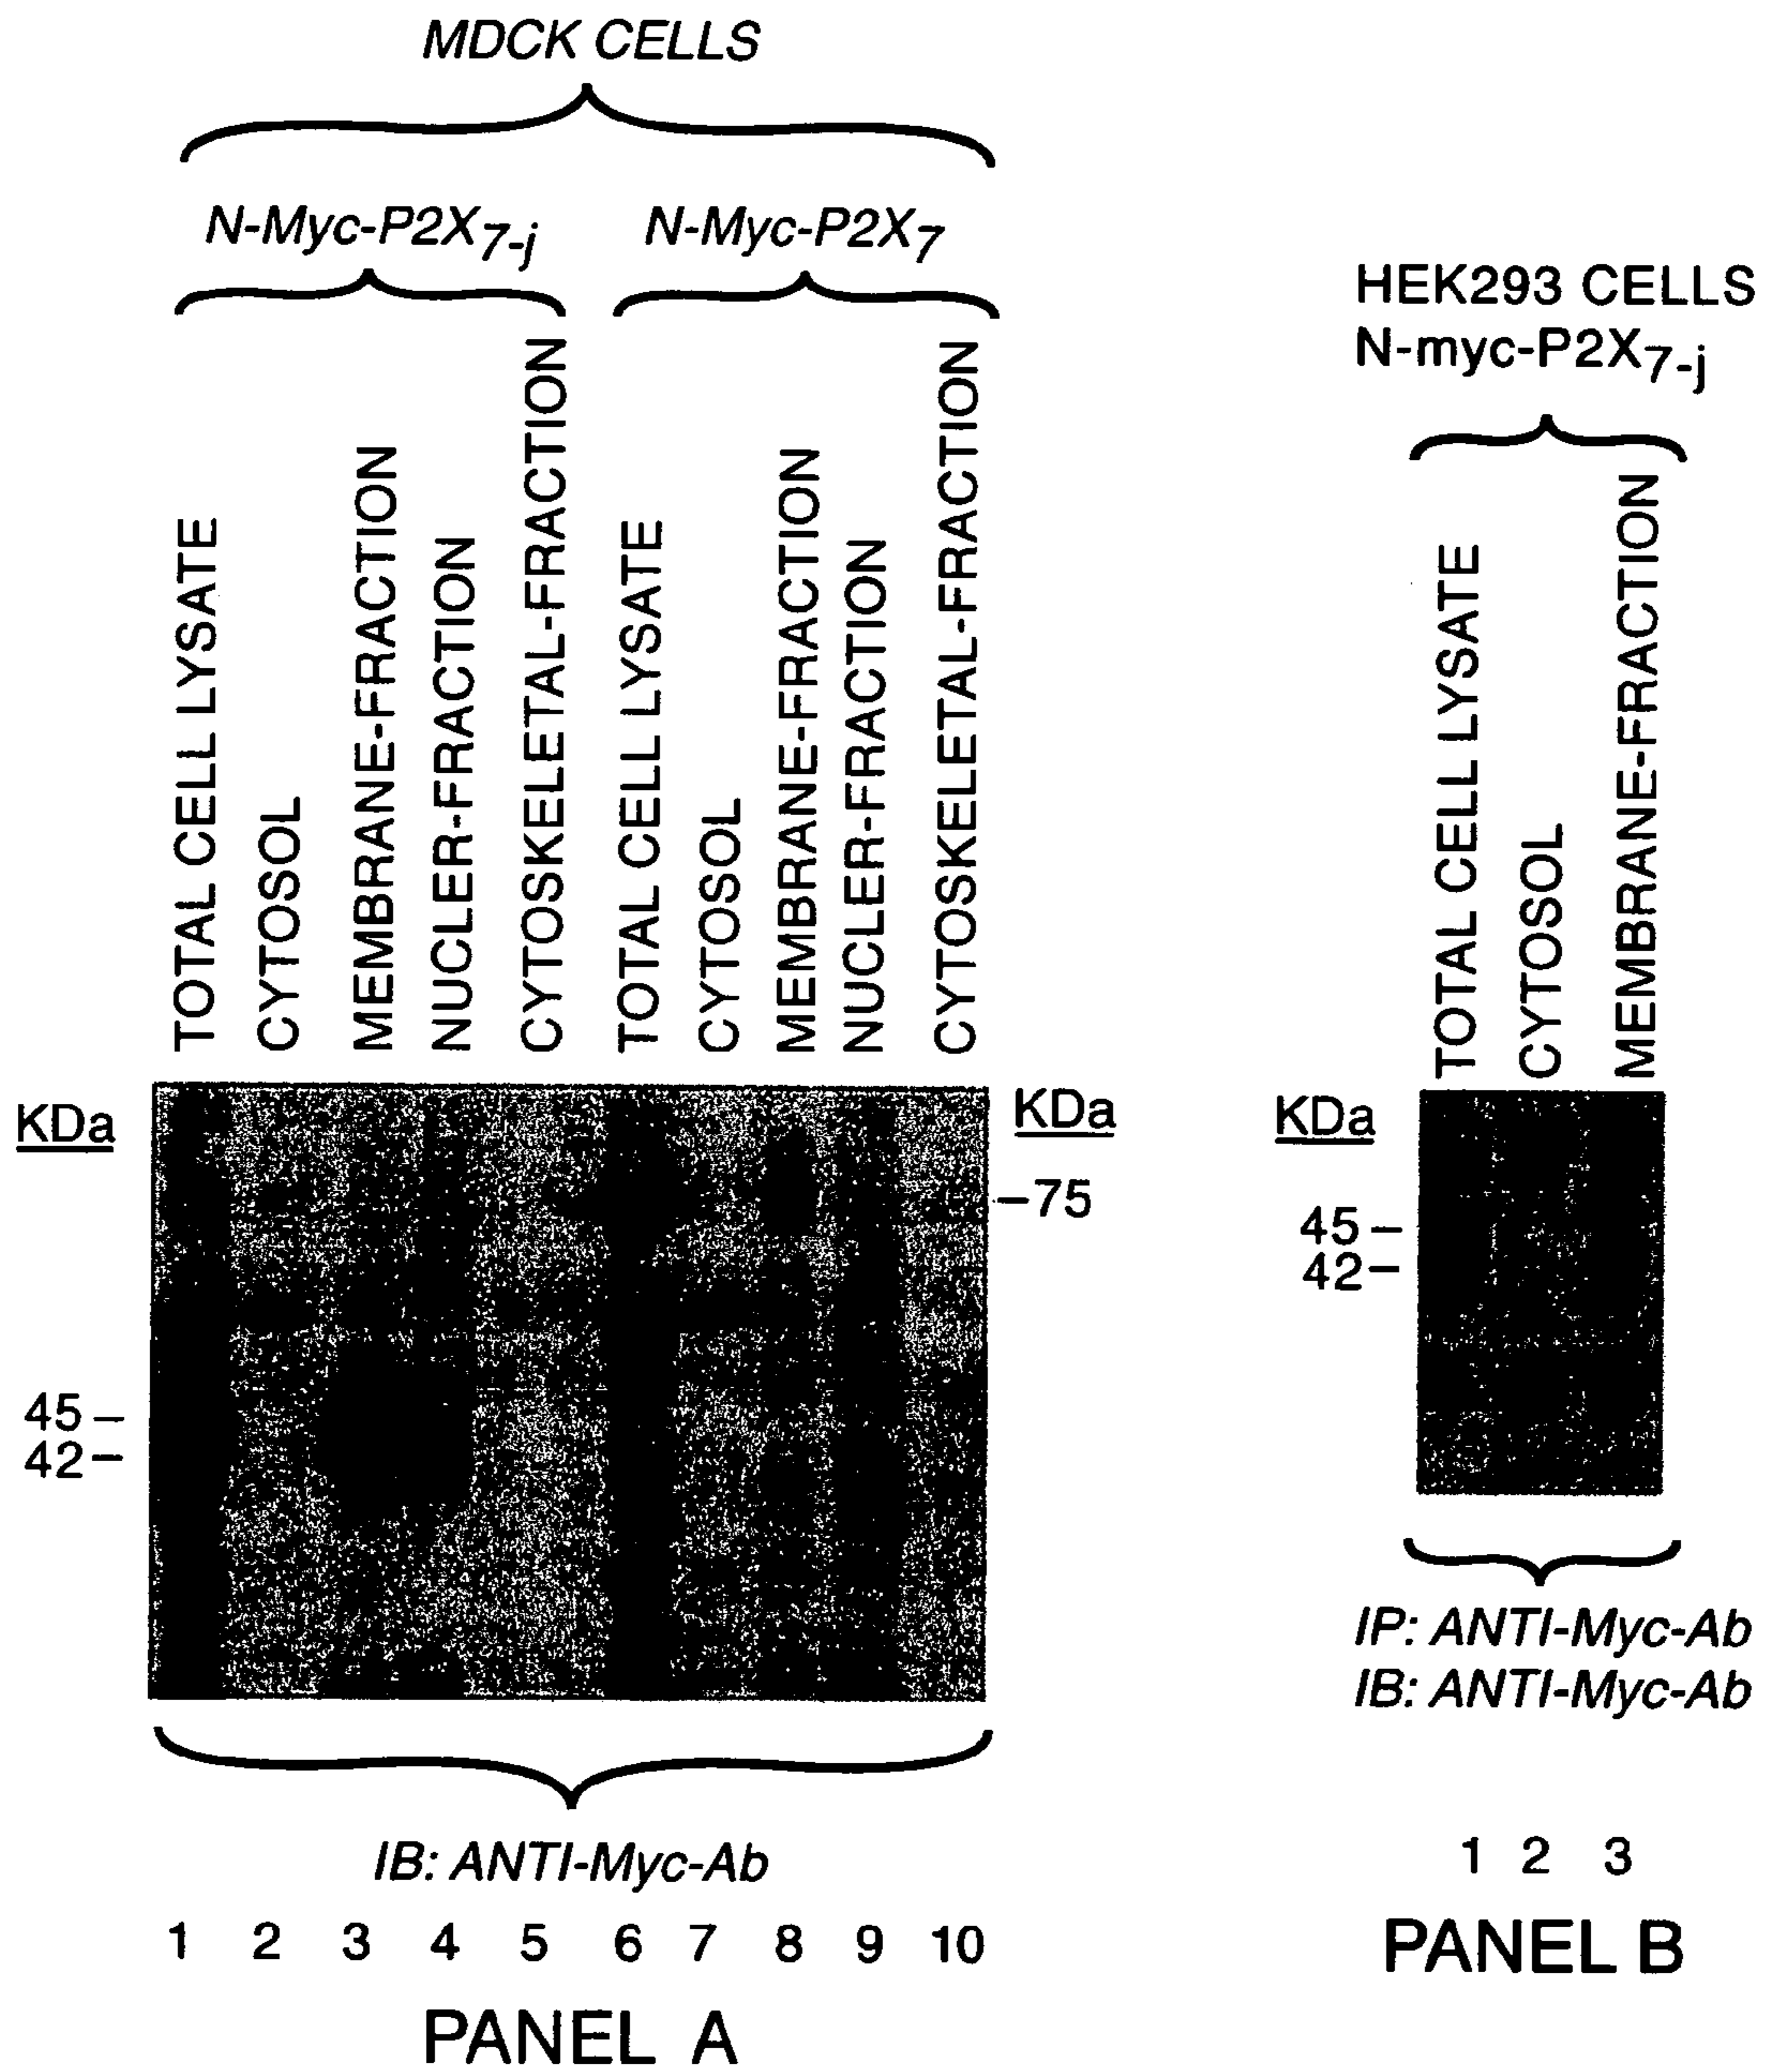 MDCK CELLS
N-Myc-P2X7-j
N-Myc-P2X7
TOTAL CELL LYSATE
CYTOSOL
MEMBRANE-FRACTION
NUCLER-FRACTION
CYTOSKELETAL-FRACTION
TOTAL CELL LYSATE
CYTOSOL
MEMBRANE-FRACTION
NUCLER-FRACTION
CYTOSKELETAL-FRACTION
KDa
45 –
42 –
KDa
–75
IB: ANTI-Myc-Ab
1 2 3 4 5 6 7 8 9 10
PANEL A
HEK293 CELLS
N-myc-P2X7-j
TOTAL CELL LYSATE
CYTOSOL
MEMBRANE-FRACTION
KDa
45 –
42 –
IP: ANTI-Myc-Ab
IB: ANTI-Myc-Ab
1 2 3
PANEL B